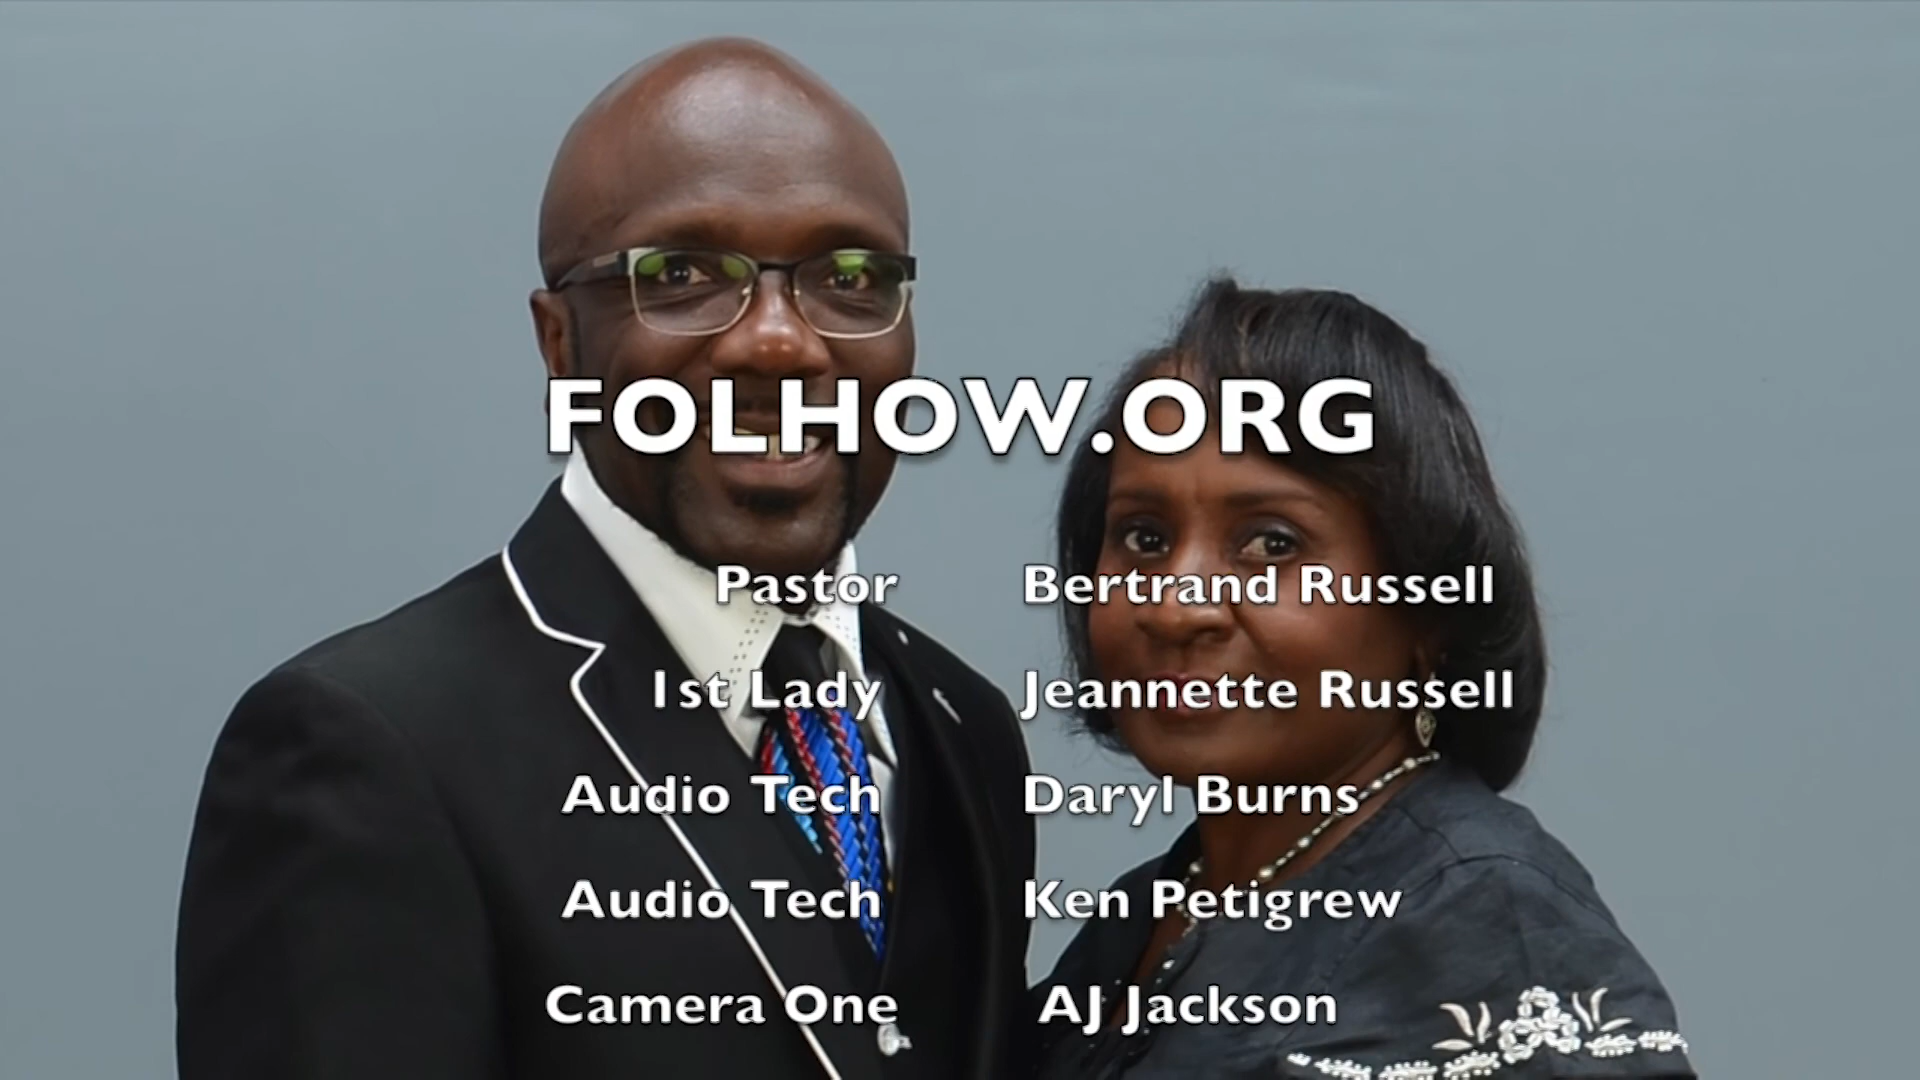 FOLHOW.ORG
Pastor Bertrand Russell
1st Lady Jeannette Russell
Audio Tech Daryl Burns
Audio Tech Ken Petigrew
Camera One AJ Jackson